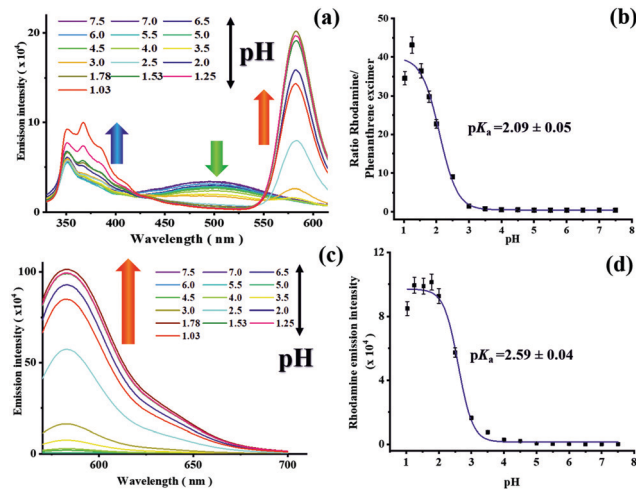 (a)
7.5 7.0 6.5
6.0 5.5 5.0
4.5 4.0 3.5
3.0 2.5 2.0
1.78 1.53 1.25
1.03
pH
Emisson intensity ( x 10⁴)
20
10
0
350 400 450 500 550 600
Wavelength ( nm )
(b)
Ratio Rhodamine/
Phenanthrene excimer
50
40
30
20
10
0
pKa =2.09 ± 0.05
1 2 3 4 5 6 7 8
pH
(c)
7.5 7.0 6.5
6.0 5.5 5.0
4.5 4.0 3.5
3.0 2.5 2.0
1.78 1.53 1.25
1.03
pH
Emission intensity (x 10⁴)
100
50
0
600 650 700
Wavelength ( nm )
(d)
Rhodamine emission intensity
(x 10⁴)
12
8
4
0
pKa =2.59 ± 0.04
0 1 2 3 4 5 6 7 8
pH